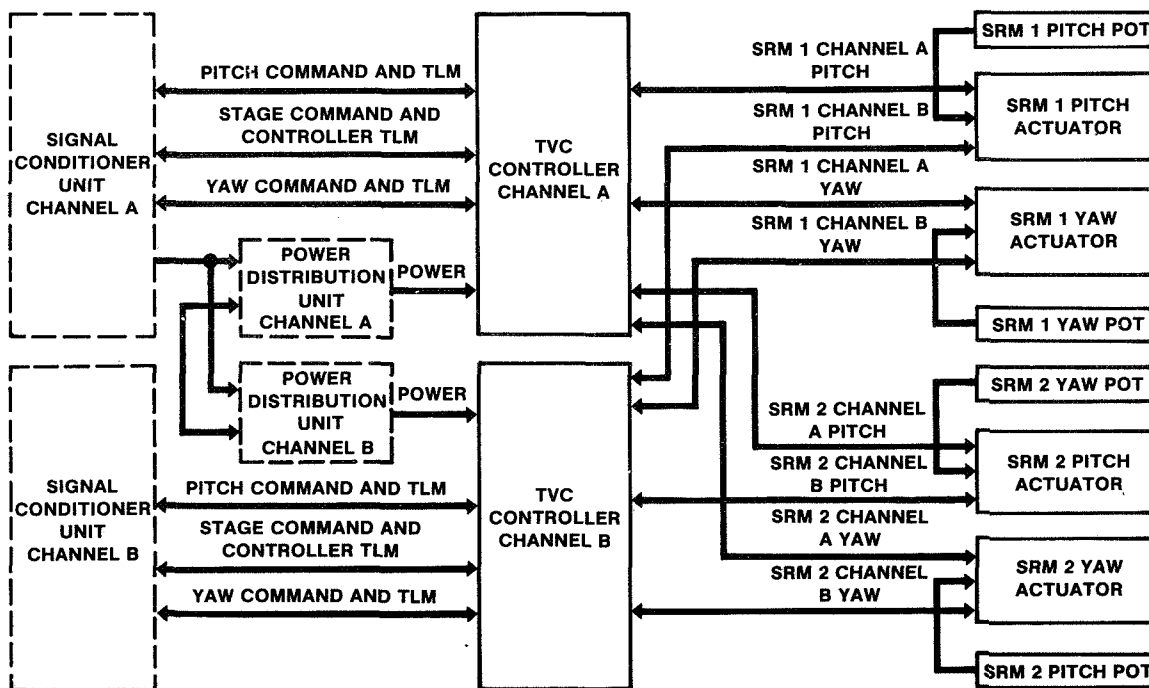 SIGNAL
CONDITIONER
UNIT
CHANNEL A
PITCH COMMAND AND TLM
STAGE COMMAND AND
CONTROLLER TLM
YAW COMMAND AND TLM
POWER
DISTRIBUTION
UNIT
CHANNEL A
POWER
TVC
CONTROLLER
CHANNEL A
SRM 1 CHANNEL A
PITCH
SRM 1 CHANNEL B
PITCH
SRM 1 CHANNEL A
YAW
SRM 1 CHANNEL B
YAW
SRM 1 PITCH POT
SRM 1 PITCH
ACTUATOR
SRM 1 YAW
ACTUATOR
SRM 1 YAW POT
SIGNAL
CONDITIONER
UNIT
CHANNEL B
POWER
DISTRIBUTION
UNIT
CHANNEL B
POWER
PITCH COMMAND AND TLM
STAGE COMMAND AND
CONTROLLER TLM
YAW COMMAND AND TLM
TVC
CONTROLLER
CHANNEL B
SRM 2 CHANNEL
A PITCH
SRM 2 CHANNEL
B PITCH
SRM 2 CHANNEL
A YAW
SRM 2 CHANNEL
B YAW
SRM 2 YAW POT
SRM 2 PITCH
ACTUATOR
SRM 2 YAW
ACTUATOR
SRM 2 PITCH POT